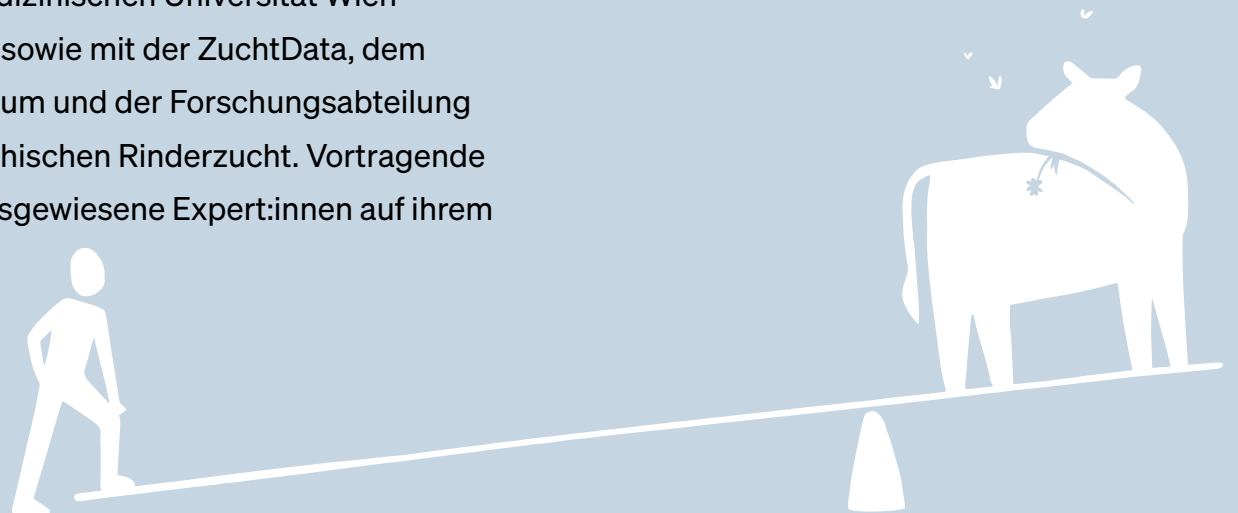 dizinischen Universität Wien
sowie mit der ZuchtData, dem
um und der Forschungsabteilung
hischen Rinderzucht. Vortragende
sgewiesene Expert:innen auf ihrem